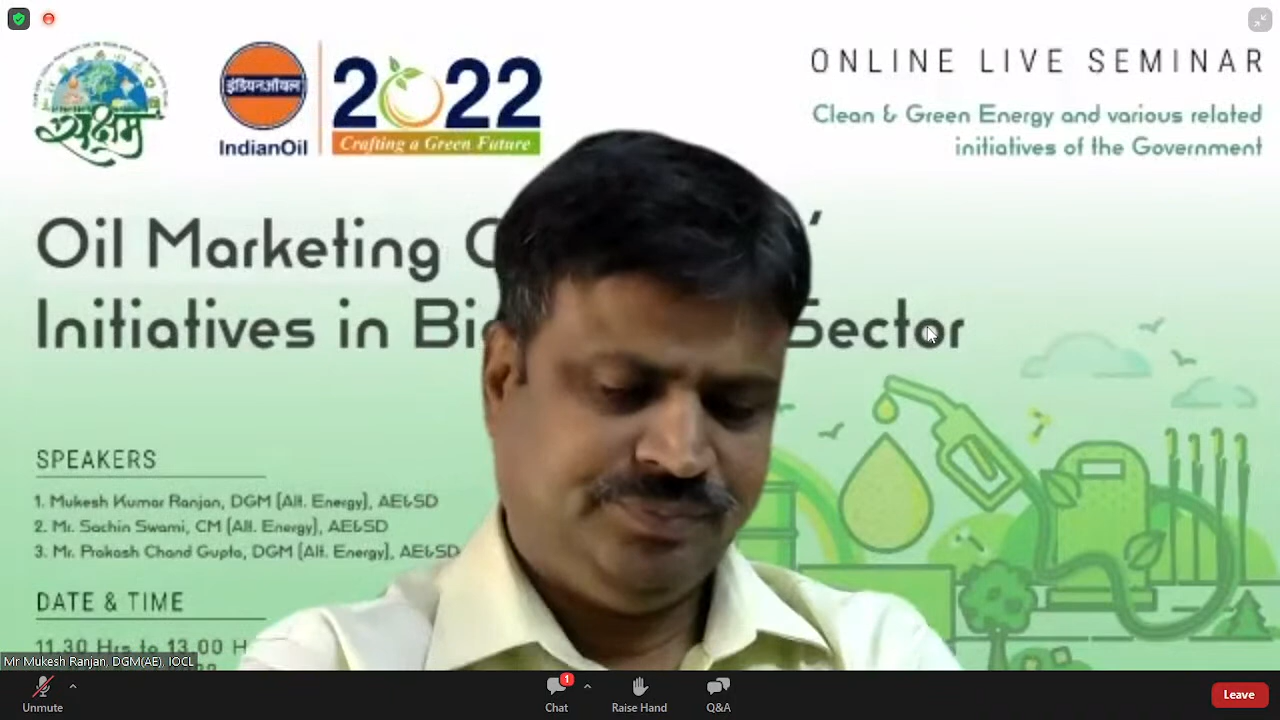 सक्षम
इंडियनऑयल
IndianOil
2022
Crafting a Green Future
ONLINE LIVE SEMINAR
Clean & Green Energy and various related
initiatives of the Government
Oil Marketing
Initiatives in Sector
SPEAKERS
1. Mukesh Kumar Ranjan, DGM (Alt. Energy), AE&SD
2. Mr. Sachin Swami, CM (Alt. Energy), AE&SD
3. Mr. Prakash Chand Gupta, DGM (Alt. Energy), AE&SD
DATE & TIME
11.30 Hrs to 13.00 H
Mr Mukesh Ranjan, DGM(AE), IOCL
Unmute
Chat
1
Raise Hand
Q&A
Leave